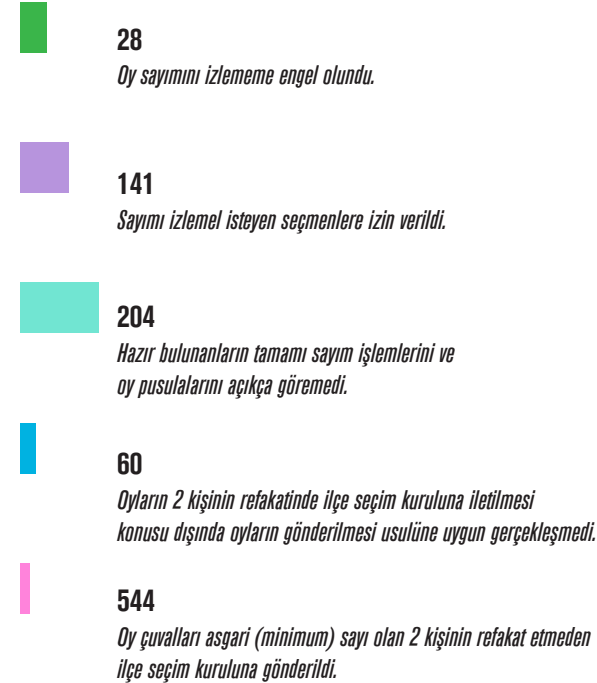 28
Oy sayımını izlememe engel olundu.
141
Sayımı izlemel isteyen seçmenlere izin verildi.
204
Hazır bulunanların tamamı sayım işlemlerini ve
oy pusulalarını açıkça göremedi.
60
Oyların 2 kişinin refakatinde ilçe seçim kuruluna iletilmesi
konusu dışında oyların gönderilmesi usulüne uygun gerçekleşmedi.
544
Oy çuvalları asgari (minimum) sayı olan 2 kişinin refakat etmeden
ilçe seçim kuruluna gönderildi.